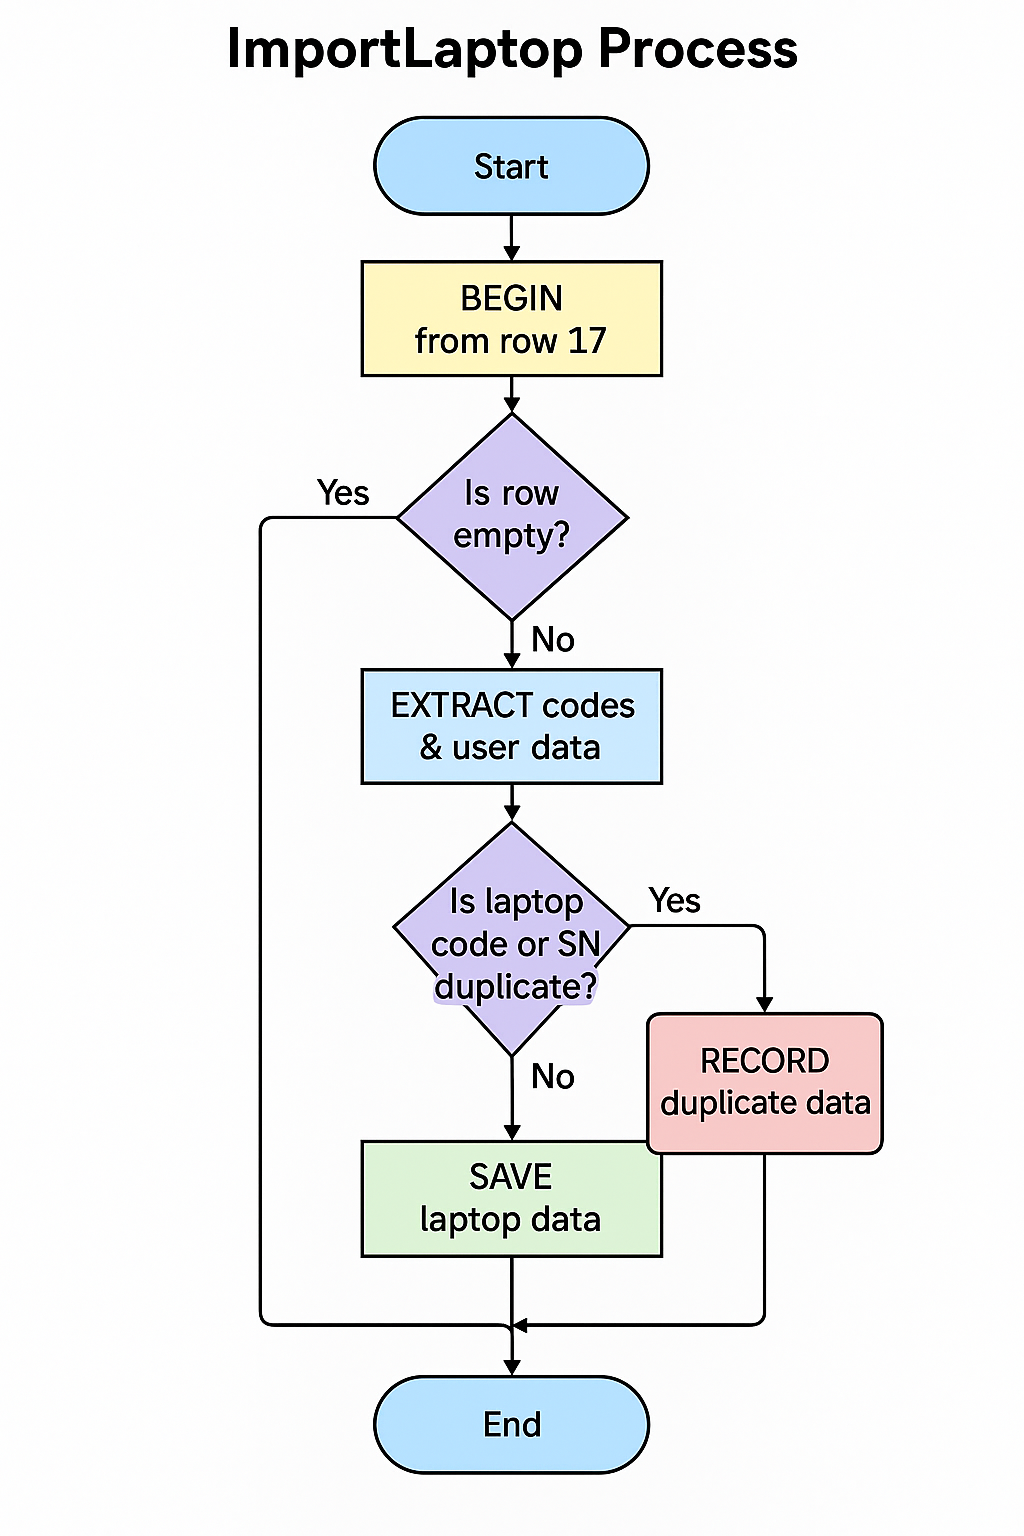 ImportLaptop Process
Start
BEGIN
from row 17
Is row
empty?
Yes
No
EXTRACT codes
& user data
Is laptop
code or SN
duplicate?
Yes
No
RECORD
duplicate data
SAVE
laptop data
End